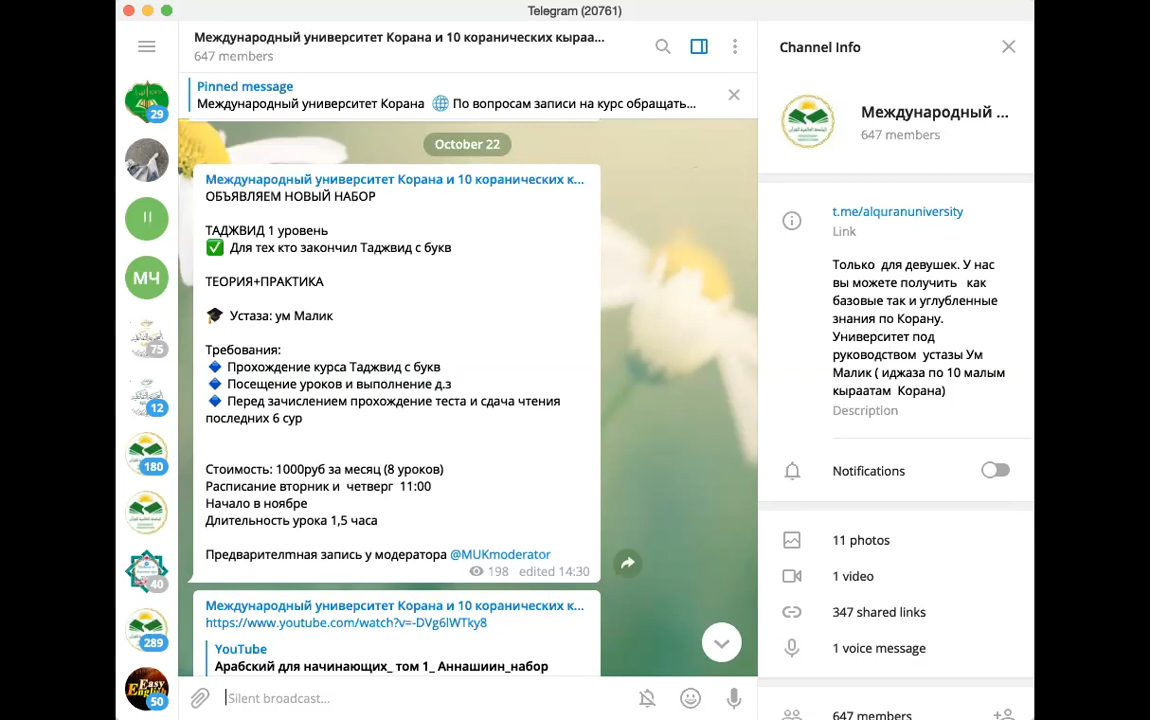 Telegram (20761)
Международный университет Корана и 10 коранических кыраа...
647 members
Pinned message
Международный университет Корана 🌐 По вопросам записи на курс обращать...
October 22
Международный университет Корана и 10 коранических к...
ОБЪЯВЛЯЕМ НОВЫЙ НАБОР
ТАДЖВИД 1 уровень
✅ Для тех кто закончил Таджвид с букв
ТЕОРИЯ+ПРАКТИКА
🎓 Устаза: ум Малик
Требования:
🔹 Прохождение курса Таджвид с букв
🔹 Посещение уроков и выполнение д.з
🔹 Перед зачислением прохождение теста и сдача чтения
последних 6 сур
Стоимость: 1000руб за месяц (8 уроков)
Расписание вторник и четверг 11:00
Начало в ноябре
Длительность урока 1,5 часа
Предварителmная запись у модератора @MUKmoderator
198 edited 14:30
Международный университет Корана и 10 коранических к...
https://www.youtube.com/watch?v=-DVg6lWTky8
YouTube
Арабский для начинающих_ том 1_ Аннашиин_набор
Silent broadcast...
29
II
МЧ
75
12
180
40
289
Easy
English
50
Channel Info
Международный ...
647 members
t.me/alquranuniversity
Link
Только для девушек. У нас
вы можете получить как
базовые так и углубленные
знания по Корану.
Университет под
руководством устазы Ум
Малик ( иджаза по 10 малым
кыраатам Корана)
Description
Notifications
11 photos
1 video
347 shared links
1 voice message
647 members